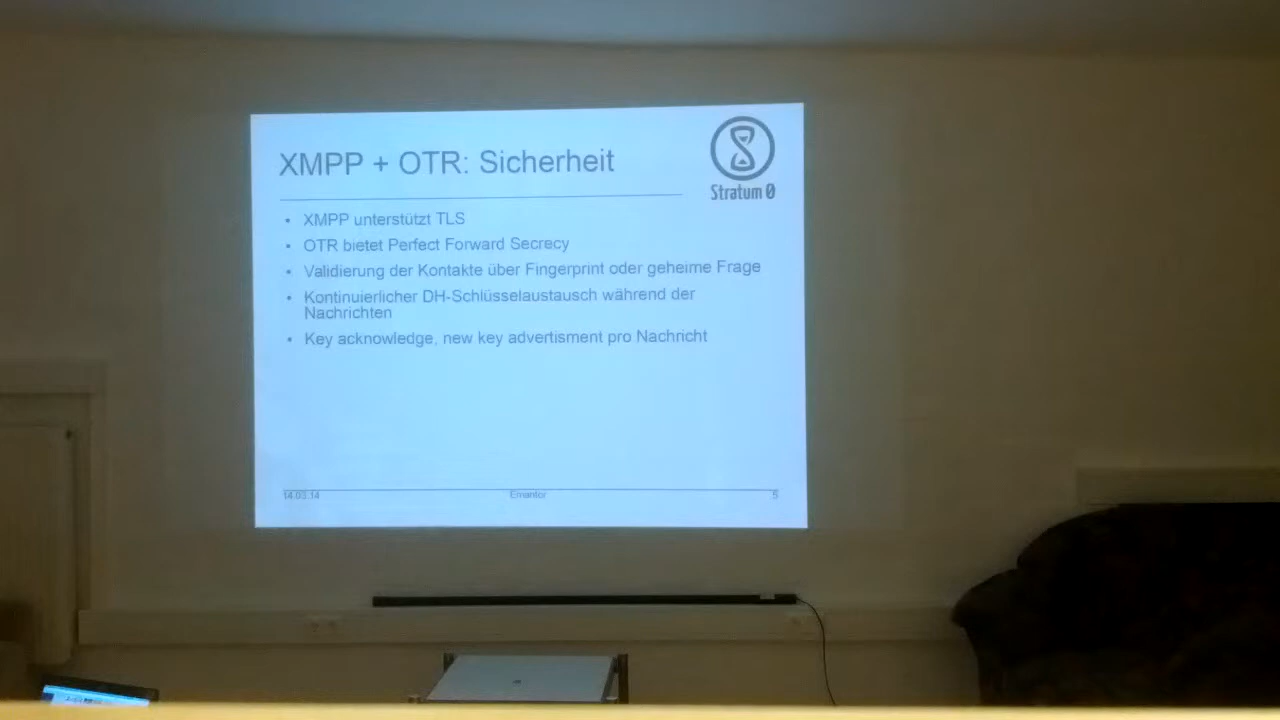 XMPP + OTR: Sicherheit
Stratum 0
• XMPP unterstützt TLS
• OTR bietet Perfect Forward Secrecy
• Validierung der Kontakte über Fingerprint oder geheime Frage
• Kontinuierlicher DH-Schlüsselaustausch während der
Nachrichten
• Key acknowledge, new key advertisment pro Nachricht
14.03.14
Emantor
5